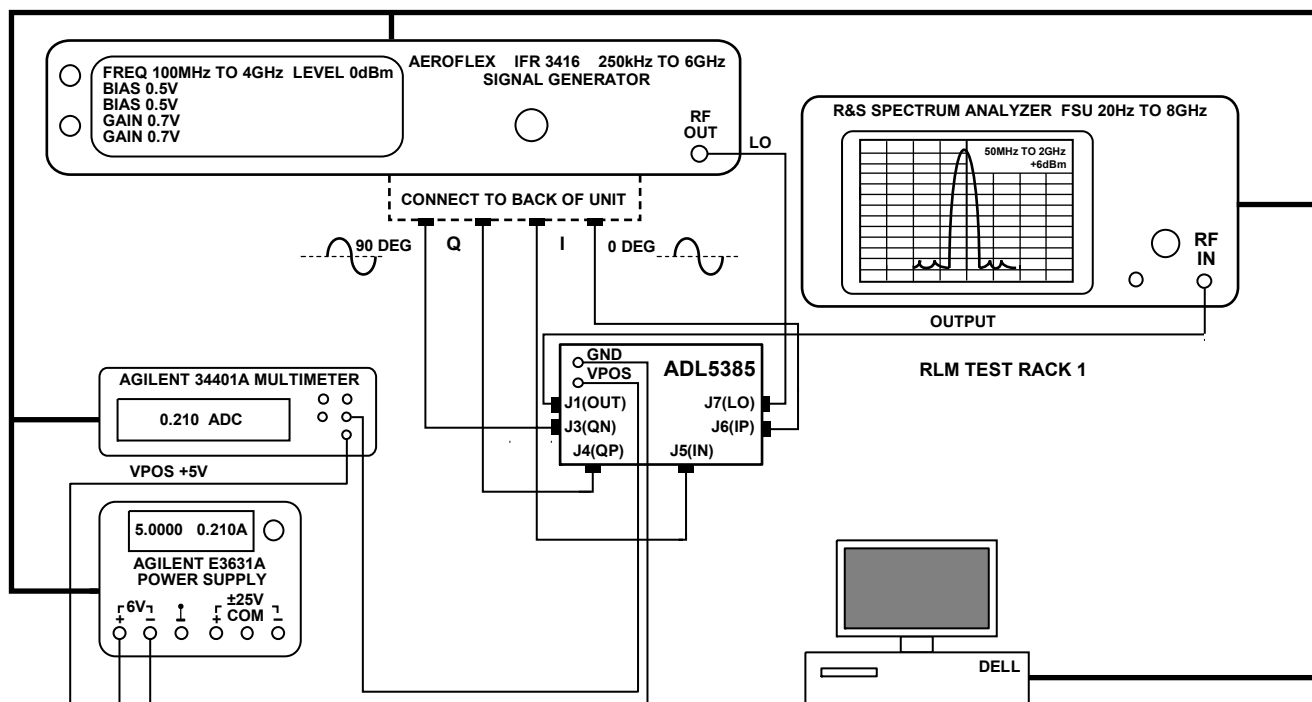 FREQ 100MHz TO 4GHz LEVEL 0dBm
BIAS 0.5V
BIAS 0.5V
GAIN 0.7V
GAIN 0.7V
AEROFLEX IFR 3416 250kHz TO 6GHz
SIGNAL GENERATOR
RF
OUT
LO
CONNECT TO BACK OF UNIT
90 DEG
Q
I
0 DEG
R&S SPECTRUM ANALYZER FSU 20Hz TO 8GHz
50MHz TO 2GHz
+6dBm
RF
IN
OUTPUT
RLM TEST RACK 1
GND
VPOS
ADL5385
J1(OUT)
J7(LO)
J3(QN)
J6(IP)
J4(QP)
J5(IN)
AGILENT 34401A MULTIMETER
0.210 ADC
VPOS +5V
5.0000 0.210A
AGILENT E3631A
POWER SUPPLY
6V
±25V
COM
+ – + –
DELL